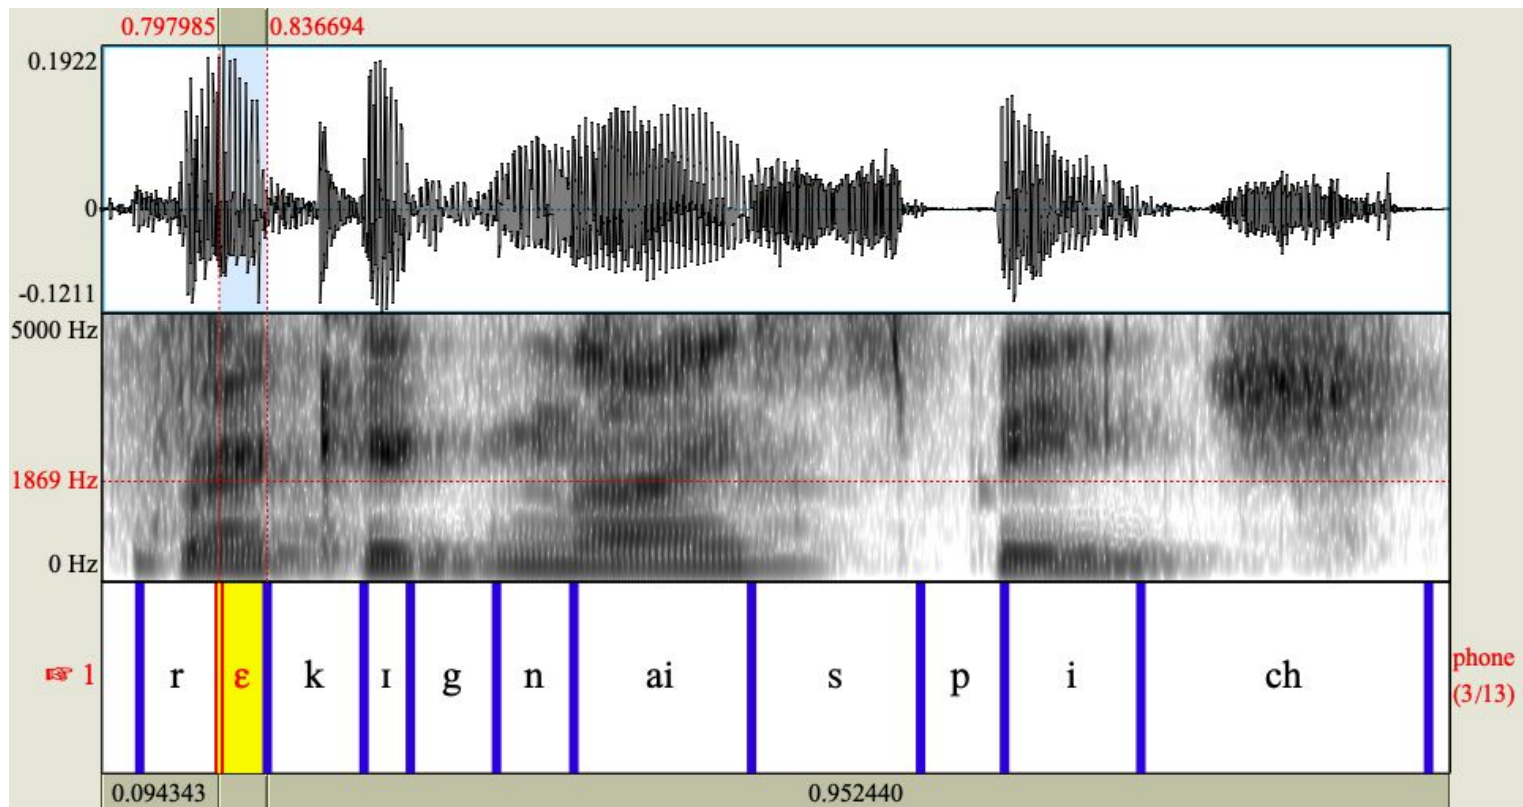 0.797985 0.836694
0.1922
0
-0.1211
5000 Hz
1869 Hz
0 Hz
☞ 1 r ɛ k ɪ g n ai s p i ch phone
(3/13)
0.094343 0.952440